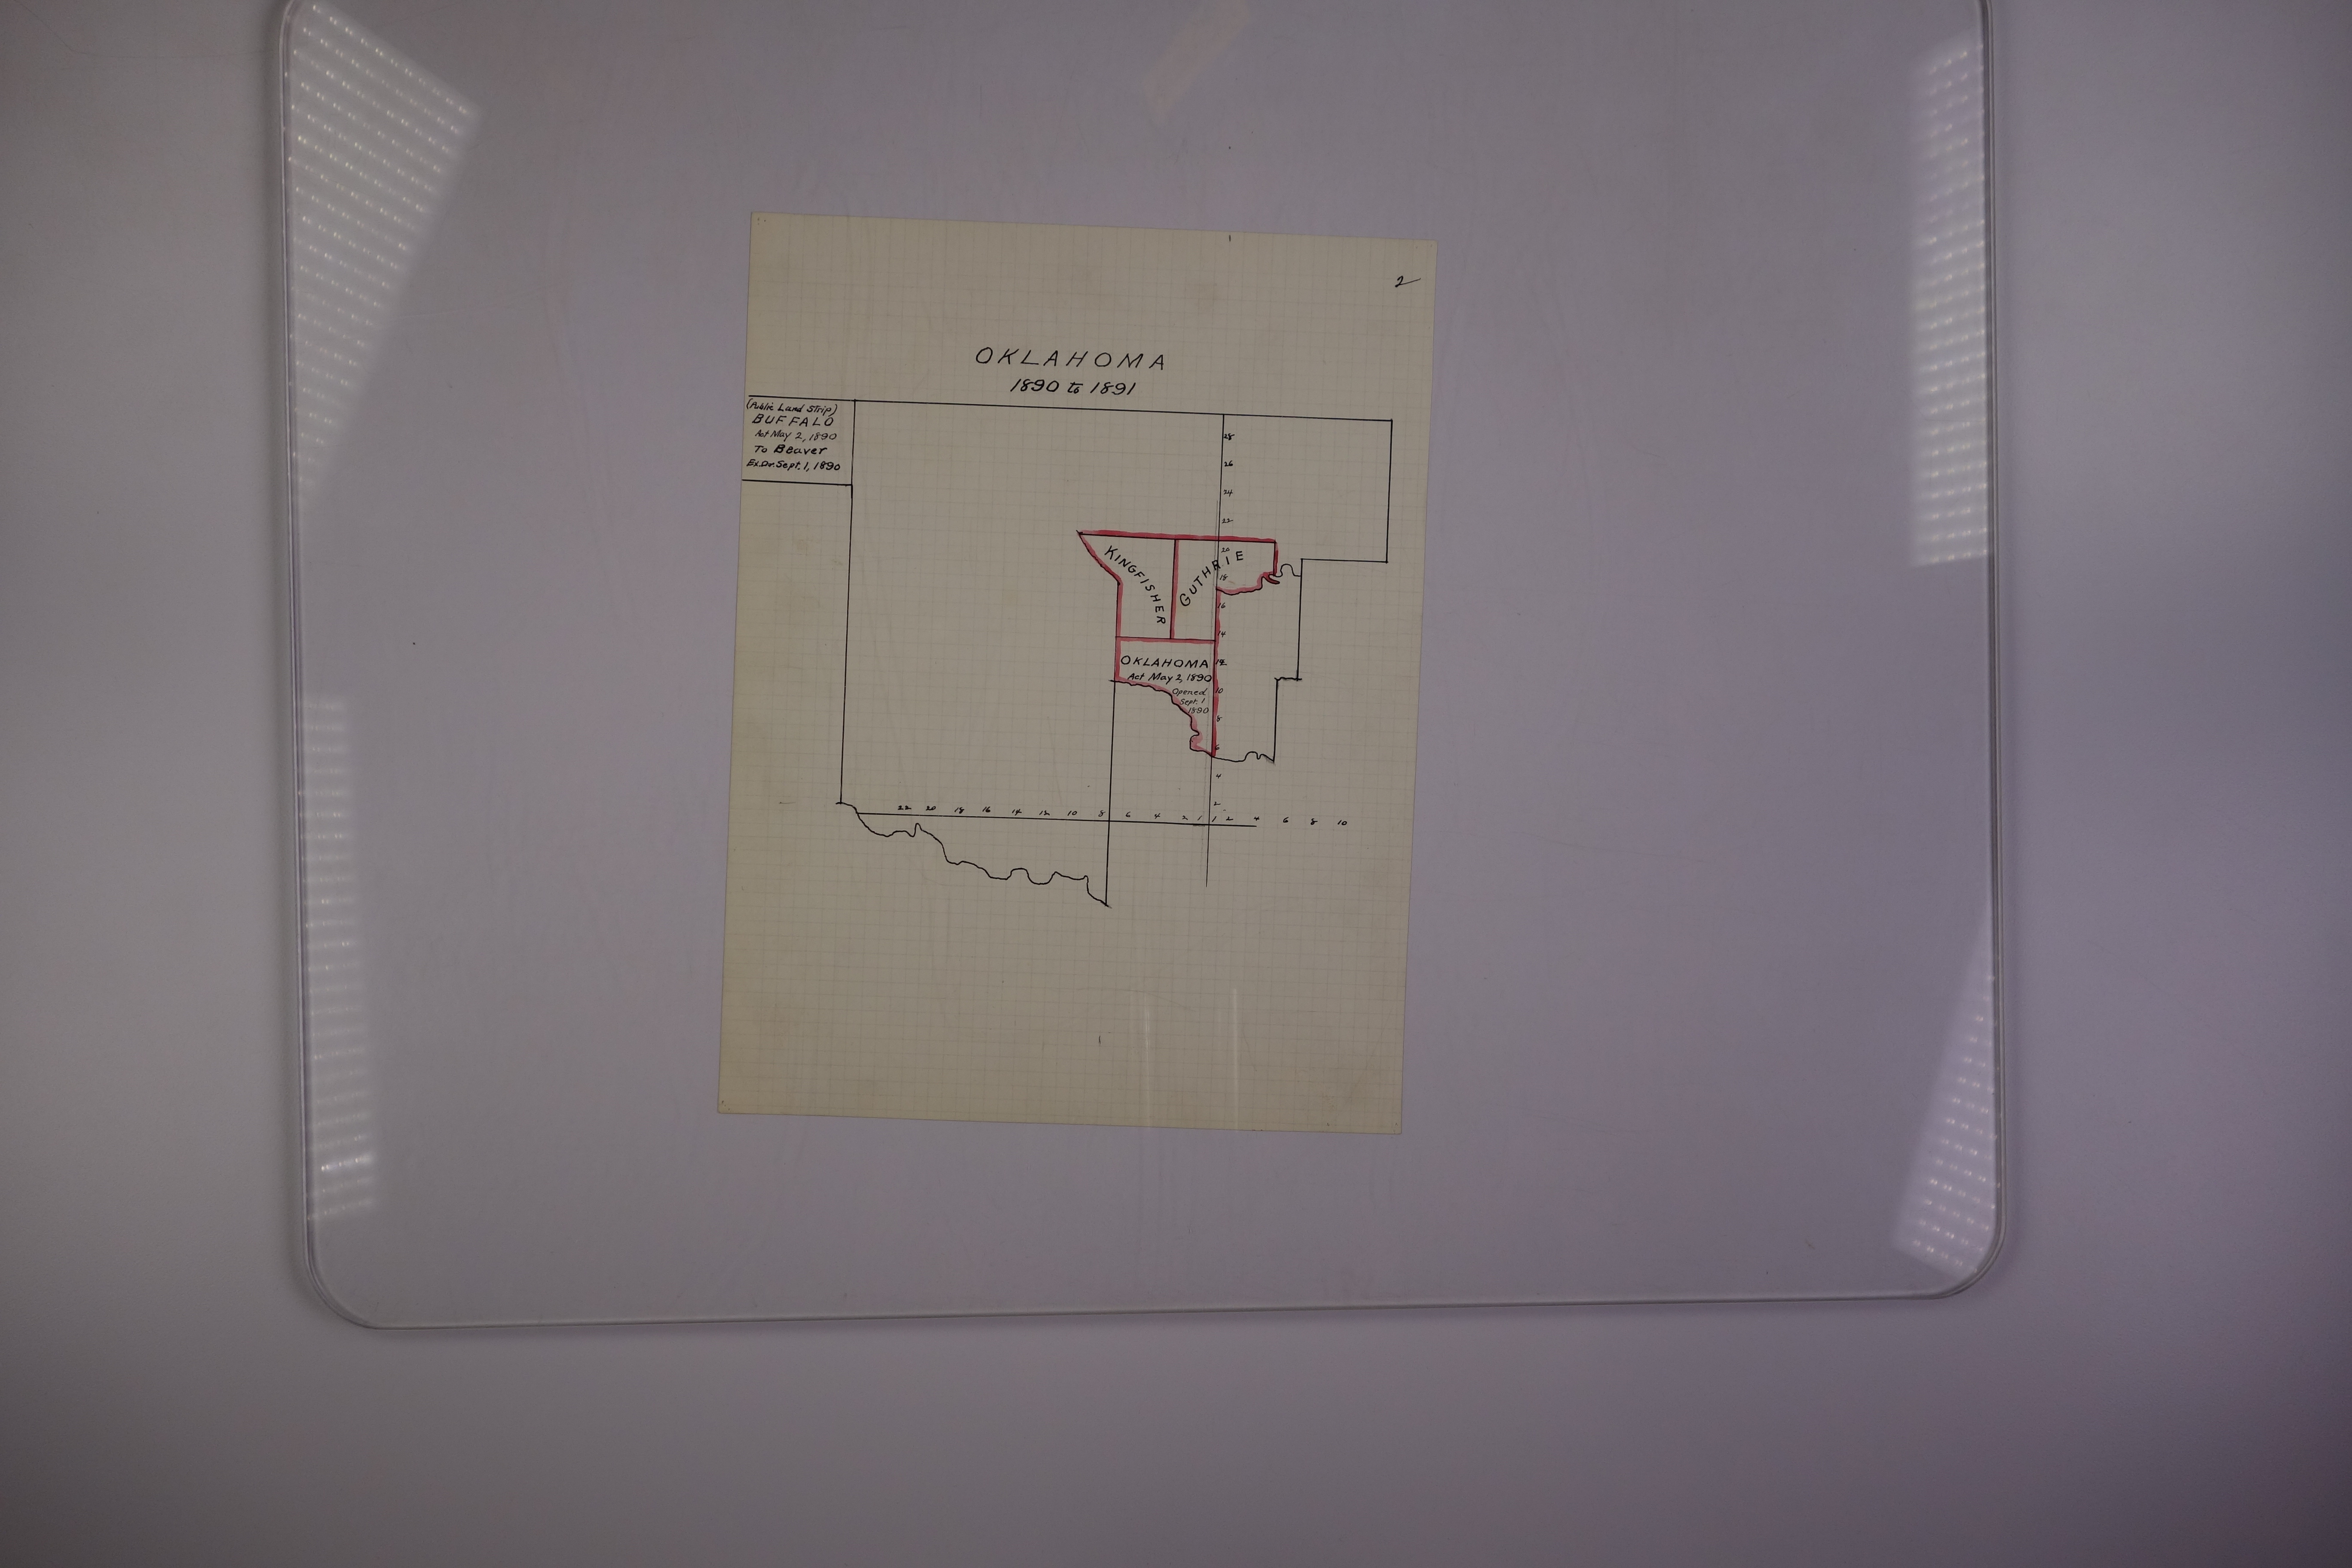 2
OKLAHOMA
1890 to 1891
(Public Land Strip)
BUFFALO
Act May 2, 1890
To Beaver
Ex.Or. Sept. 1, 1890
28
26
24
22
20
18
16
14
12
10
8
6
4
2
KINGFISHER
GUTHRIE
OKLAHOMA
Act May 2, 1890
Opened
Sept. 1
1890
22 20 18 16 14 12 10 8 6 4 2 1 1 2 4 6 8 10